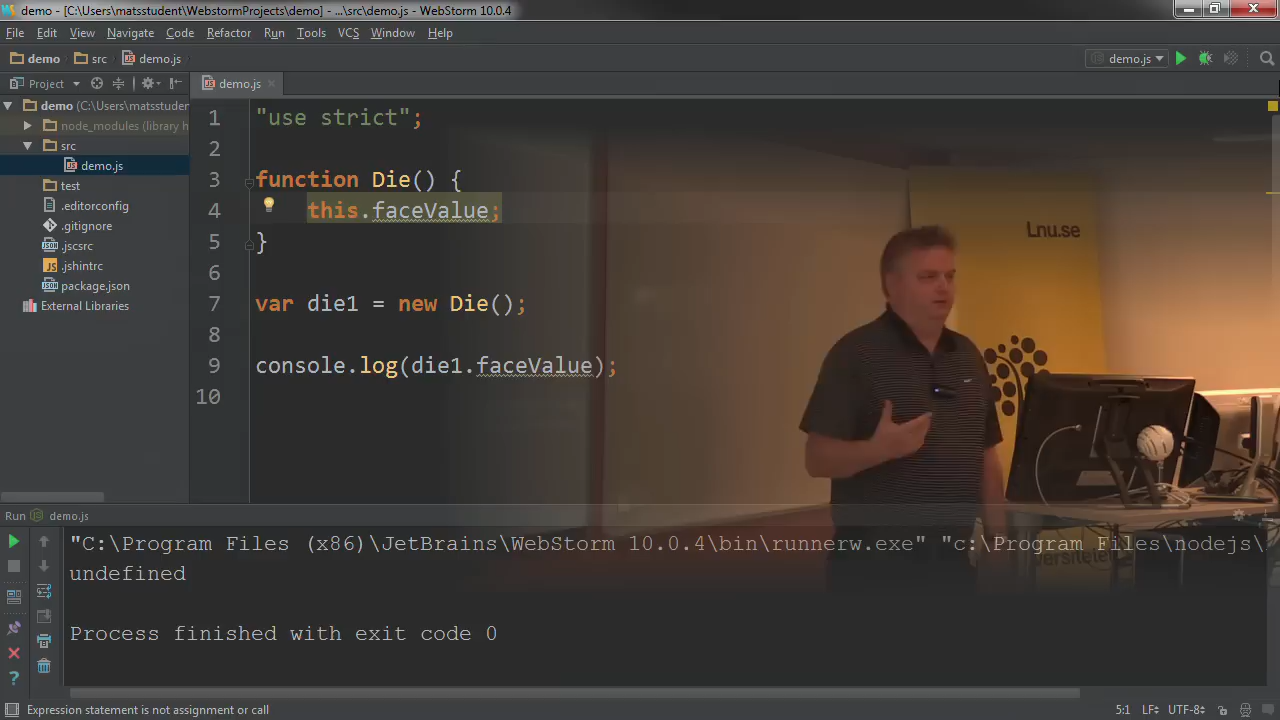 demo - [C:\Users\matsstudent\WebstormProjects\demo] - ...\src\demo.js - WebStorm 10.0.4
File Edit View Navigate Code Refactor Run Tools VCS Window Help
demo src demo.js
demo.js
Project
demo.js
demo (C:\Users\matsstuden
node_modules (library h
src
demo.js
test
.editorconfig
.gitignore
.jscsrc
.jshintrc
package.json
External Libraries
1 "use strict";
2
3 function Die() {
4 this.faceValue;
5 }
6
7 var die1 = new Die();
8
9 console.log(die1.faceValue);
10
Lnu.se
Run demo.js
"C:\Program Files (x86)\JetBrains\WebStorm 10.0.4\bin\runnerw.exe" "c:\Program Files\nodejs\
undefined
Process finished with exit code 0
Expression statement is not assignment or call
5:1 LF UTF-8